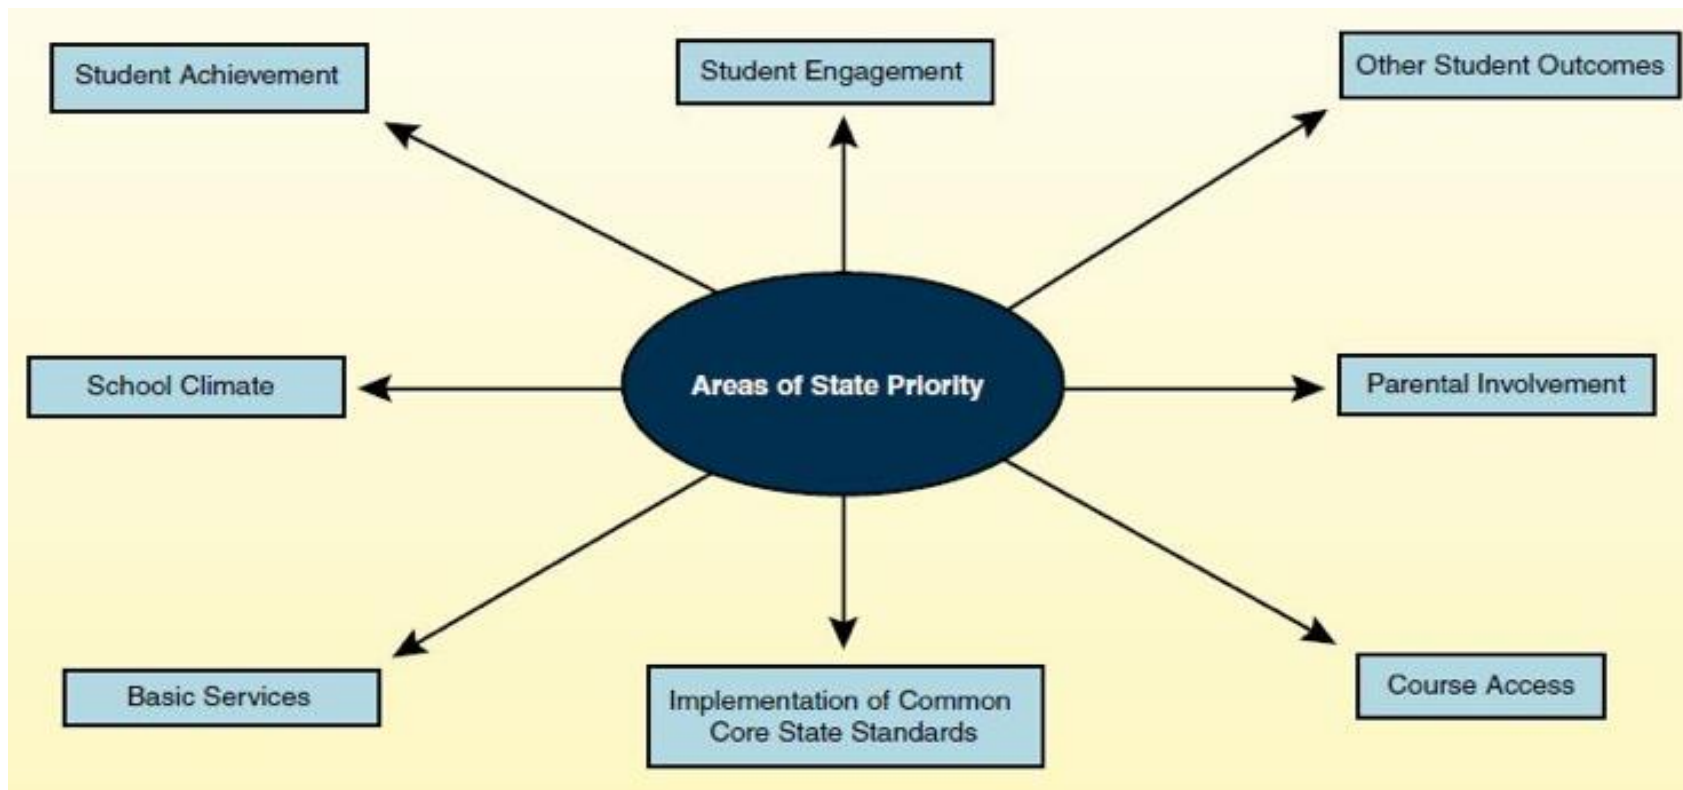 Student Achievement
Student Engagement
Other Student Outcomes
School Climate
Areas of State Priority
Parental Involvement
Basic Services
Implementation of Common
Core State Standards
Course Access